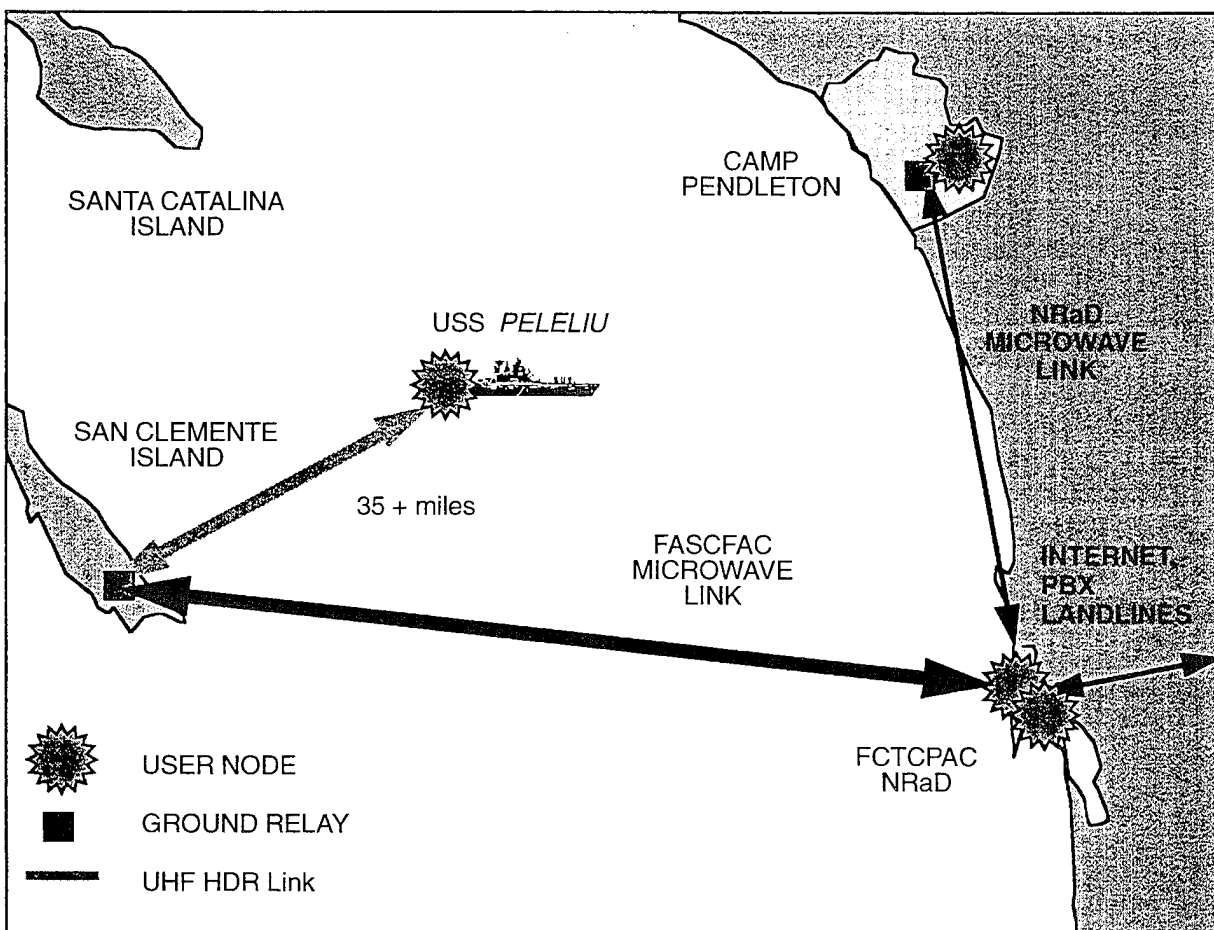 CAMP
PENDLETON
SANTA CATALINA
ISLAND
USS PELELIU
NRaD
MICROWAVE
LINK
SAN CLEMENTE
ISLAND
35 + miles
FASCFAC
MICROWAVE
LINK
INTERNET,
PBX
LANDLINES
FCTCPAC
NRaD
USER NODE
GROUND RELAY
UHF HDR Link